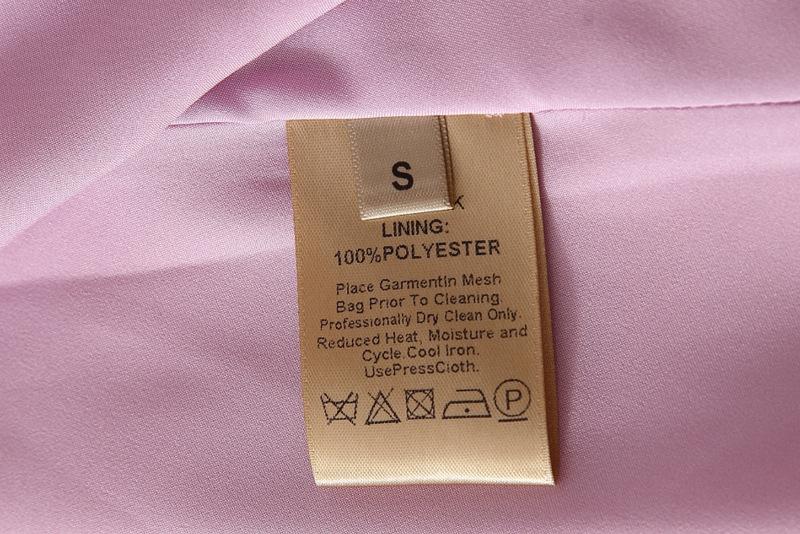 S
K
LINING:
100%POLYESTER
Place GarmentIn Mesh
Bag Prior To Cleaning.
Professionally Dry Clean Only.
Reduced Heat, Moisture and
Cycle.Cool Iron.
UsePressCloth.
P